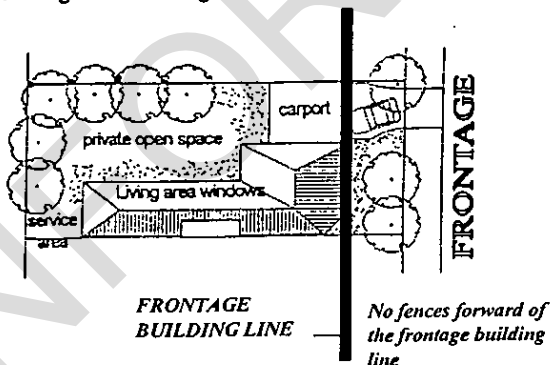 carport
private open space
Living area windows
service
area
FRONTAGE
FRONTAGE
BUILDING LINE
No fences forward of
the frontage building
line